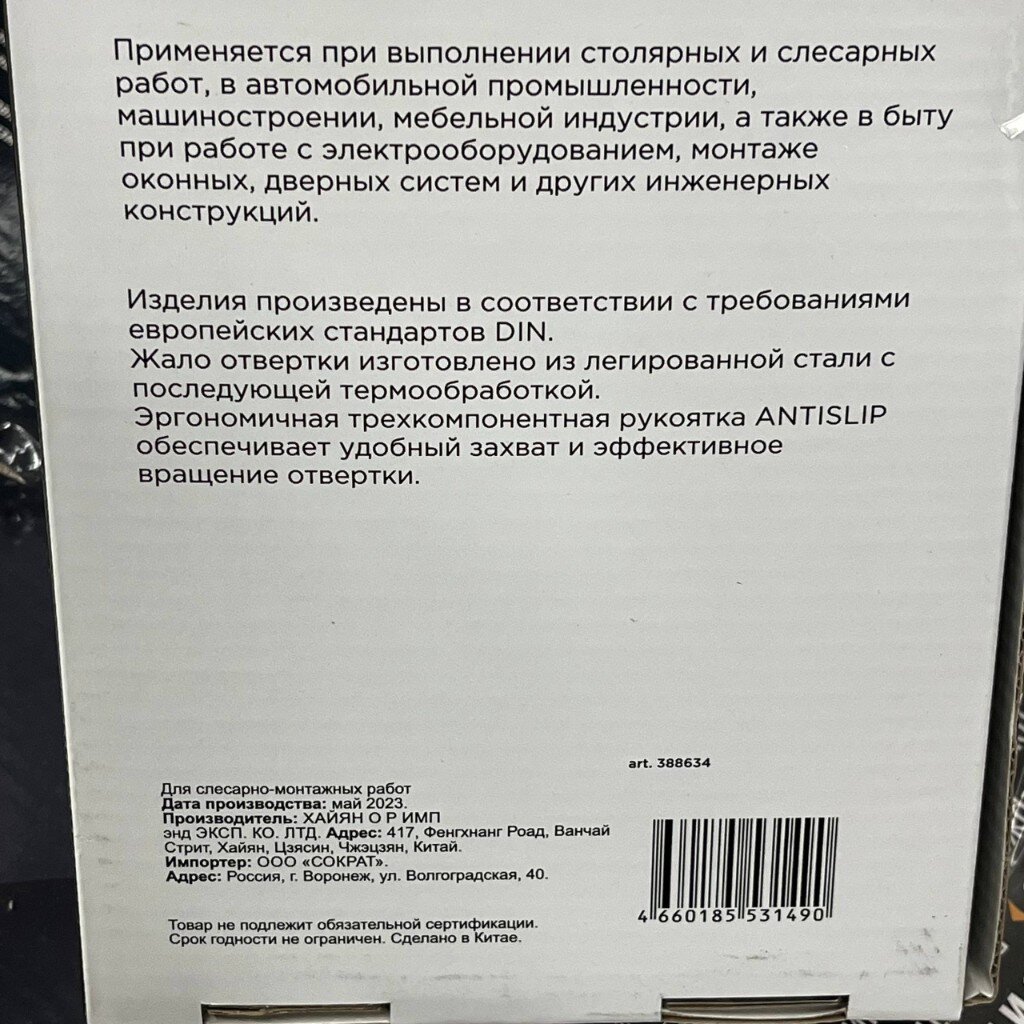 Применяется при выполнении столярных и слесарных
работ, в автомобильной промышленности,
машиностроении, мебельной индустрии, а также в быту
при работе с электрооборудованием, монтаже
оконных, дверных систем и других инженерных
конструкций.
Изделия произведены в соответствии с требованиями
европейских стандартов DIN.
Жало отвертки изготовлено из легированной стали с
последующей термообработкой.
Эргономичная трехкомпонентная рукоятка ANTISLIP
обеспечивает удобный захват и эффективное
вращение отвертки.
art. 388634
Для слесарно-монтажных работ
Дата производства: май 2023.
Производитель: ХАЙЯН О Р ИМП
энд ЭКСП. КО. ЛТД. Адрес: 417, Фенгхнанг Роад, Ванчай
Стрит, Хайян, Цзясин, Чжэцзян, Китай.
Импортер: ООО «СОКРАТ».
Адрес: Россия, г. Воронеж, ул. Волгоградская, 40.
Товар не подлежит обязательной сертификации.
Срок годности не ограничен. Сделано в Китае.
4 660185 531490